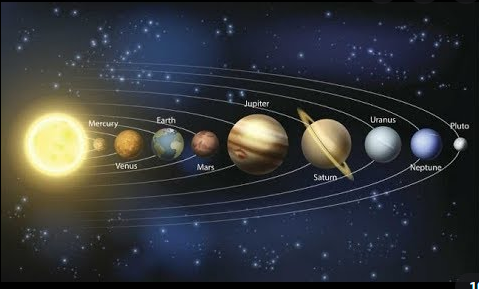 Mercury
Venus
Earth
Mars
Jupiter
Saturn
Uranus
Neptune
Pluto